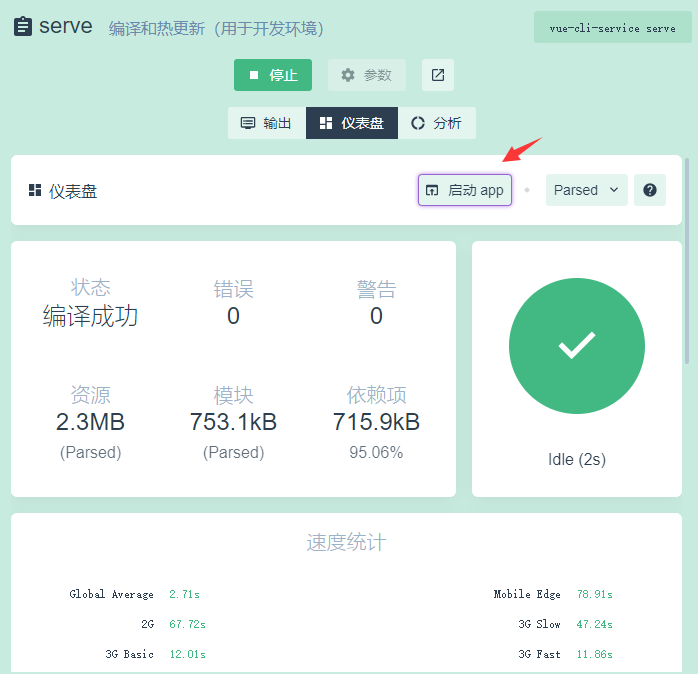 serve 编译和热更新（用于开发环境） vue-cli-service serve
停止 参数
输出 仪表盘 分析
仪表盘 启动 app Parsed
状态 错误 警告
编译成功 0 0
资源 模块 依赖项
2.3MB 753.1kB 715.9kB
(Parsed) (Parsed) 95.06%
Idle (2s)
速度统计
Global Average 2.71s Mobile Edge 78.91s
2G 67.72s 3G Slow 47.24s
3G Basic 12.01s 3G Fast 11.86s